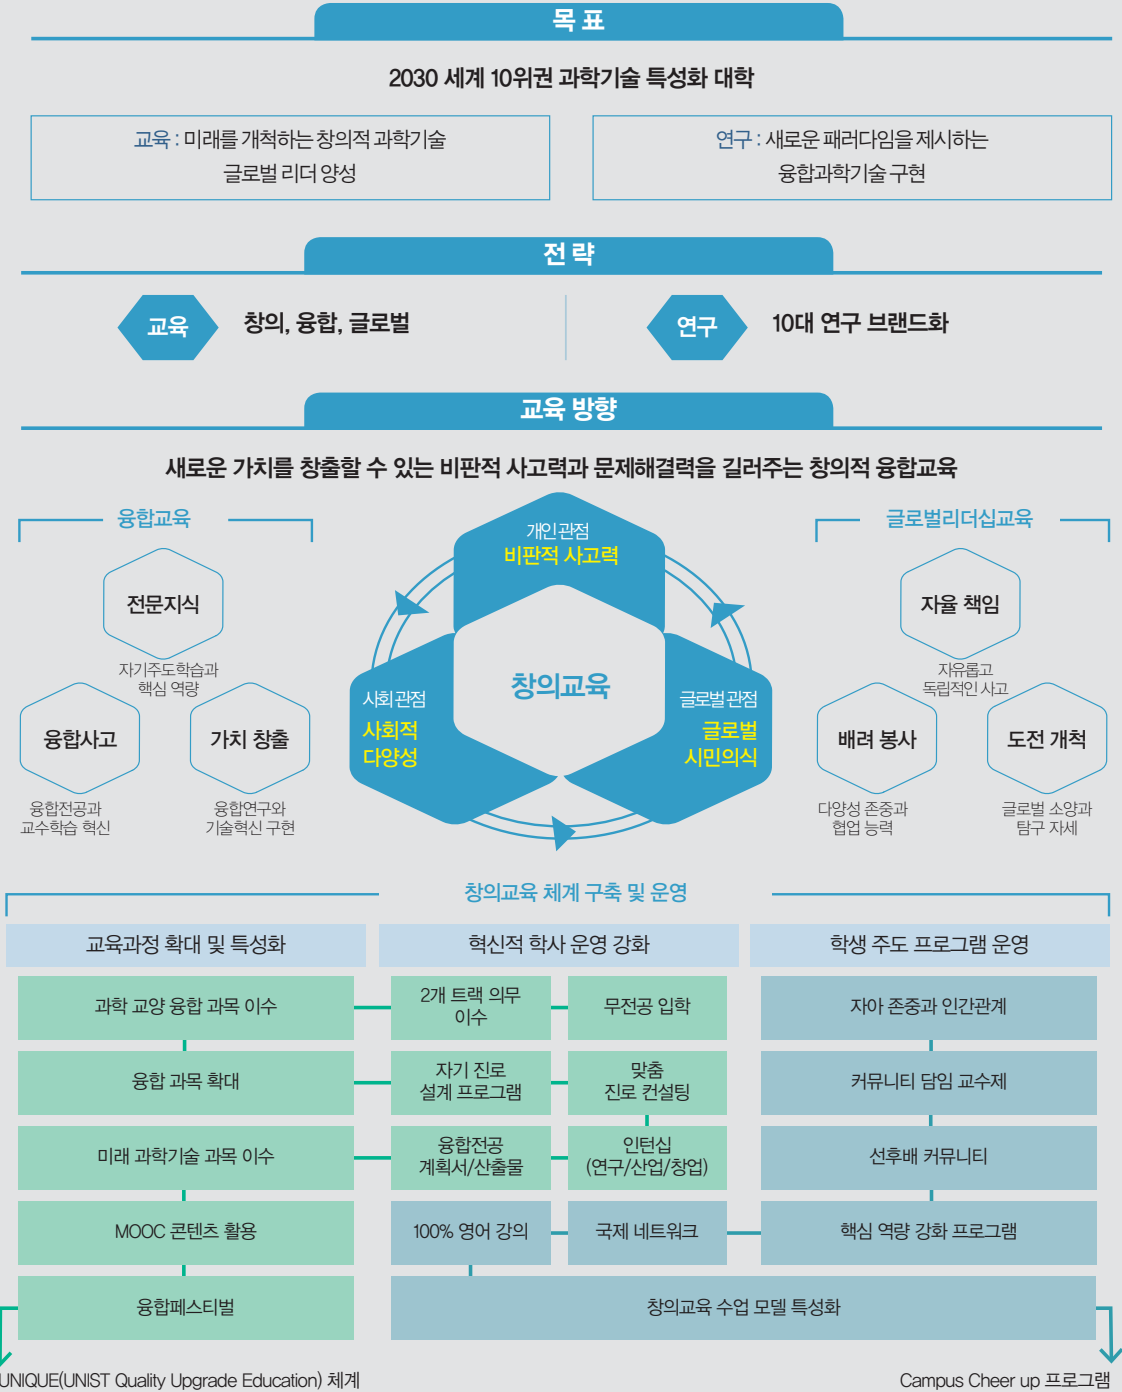 목 표
2030 세계 10위권 과학기술 특성화 대학
교육 : 미래를 개척하는 창의적 과학기술
글로벌 리더 양성
연구 : 새로운 패러다임을 제시하는
융합과학기술 구현
전 략
교육
창의, 융합, 글로벌
연구
10대 연구 브랜드화
교육 방향
새로운 가치를 창출할 수 있는 비판적 사고력과 문제해결력을 길러주는 창의적 융합교육
융합교육
전문지식
자기주도학습과
핵심 역량
융합사고
융합전공과
교수학습 혁신
가치 창출
융합연구와
기술혁신 구현
개인 관점
비판적 사고력
창의교육
사회 관점
사회적
다양성
글로벌 관점
글로벌
시민의식
글로벌리더십교육
자율 책임
자유롭고
독립적인 사고
배려 봉사
다양성 존중과
협업 능력
도전 개척
글로벌 소양과
탐구 자세
창의교육 체계 구축 및 운영
교육과정 확대 및 특성화
과학 교양 융합 과목 이수
융합 과목 확대
미래 과학기술 과목 이수
MOOC 콘텐츠 활용
융합페스티벌
혁신적 학사 운영 강화
2개 트랙 의무
이수
무전공 입학
자기 진로
설계 프로그램
맞춤
진로 컨설팅
융합전공
계획서/산출물
인턴십
(연구/산업/창업)
100% 영어 강의
국제 네트워크
학생 주도 프로그램 운영
자아 존중과 인간관계
커뮤니티 담임 교수제
선후배 커뮤니티
핵심 역량 강화 프로그램
창의교육 수업 모델 특성화
UNIQUE(UNIST Quality Upgrade Education) 체계
Campus Cheer up 프로그램